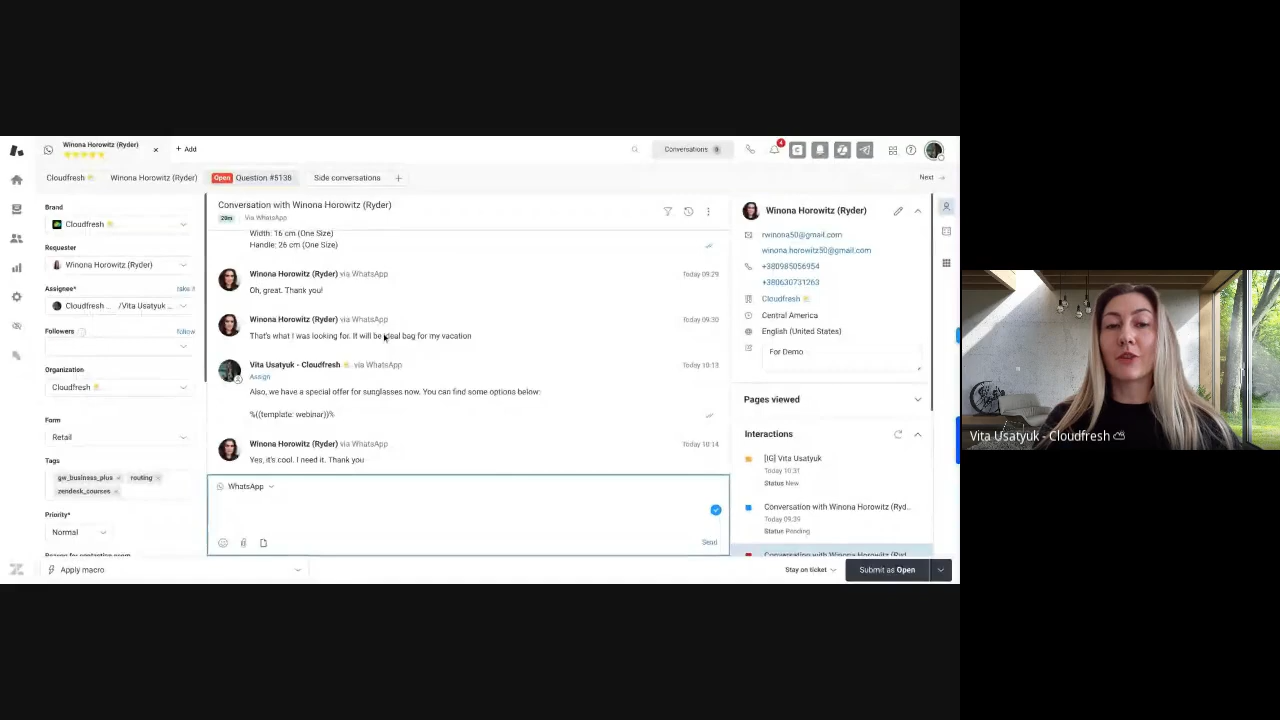 Winona Horowitz (Ryder)
+ Add
Conversations 9
4
Cloudfresh
Winona Horowitz (Ryder)
Open Question #5138
Side conversations
+
Next
Brand
Cloudfresh
Requester
Winona Horowitz (Ryder)
Assignee*
take it
Cloudfresh ... /Vita Usatyuk ...
Followers
follow
Organization
Cloudfresh
Form
Retail
Tags
gw_business_plus ×
routing ×
zendesk_courses ×
Priority*
Normal
Conversation with Winona Horowitz (Ryder)
20m
Via WhatsApp
Width: 16 cm (One Size)
Handle: 26 cm (One Size)
Winona Horowitz (Ryder) via WhatsApp
Today 09:29
Oh, great. Thank you!
Winona Horowitz (Ryder) via WhatsApp
Today 09:30
That's what I was looking for. It will be ideal bag for my vacation
Vita Usatyuk - Cloudfresh via WhatsApp
Today 10:13
Assign
Also, we have a special offer for sunglasses now. You can find some options below:
%((template: webinar))%
Winona Horowitz (Ryder) via WhatsApp
Today 10:14
Yes, it's cool. I need it. Thank you
WhatsApp
Send
Winona Horowitz (Ryder)
rwinona50@gmail.com
winona.horowitz50@gmail.com
+380985056954
+380630731263
Cloudfresh
Central America
English (United States)
For Demo
Pages viewed
Interactions
[IG] Vita Usatyuk
Today 10:31
Status New
Conversation with Winona Horowitz (Ryd...
Today 09:39
Status Pending
Conversation with Winona Horowitz (Ryd...
Apply macro
Stay on ticket
Submit as Open
Vita Usatyuk - Cloudfresh